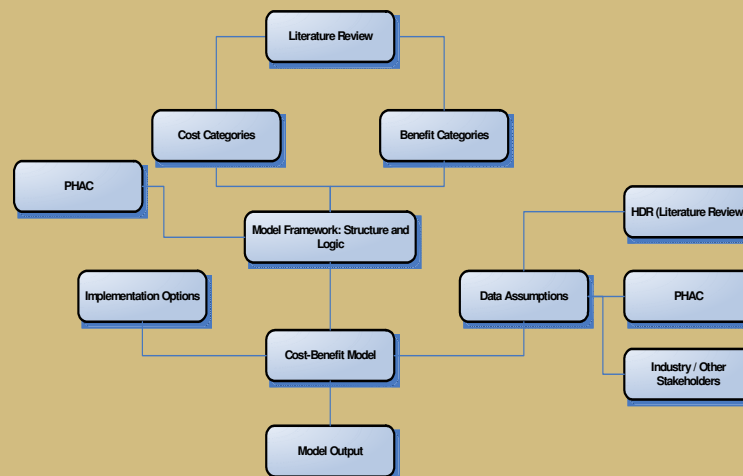 Literature Review
Cost Categories
Benefit Categories
PHAC
HDR (Literature Review
Model Framework: Structure and
Logic
Implementation Options
Data Assumptions
PHAC
Cost-Benefit Model
Industry / Other
Stakeholders
Model Output